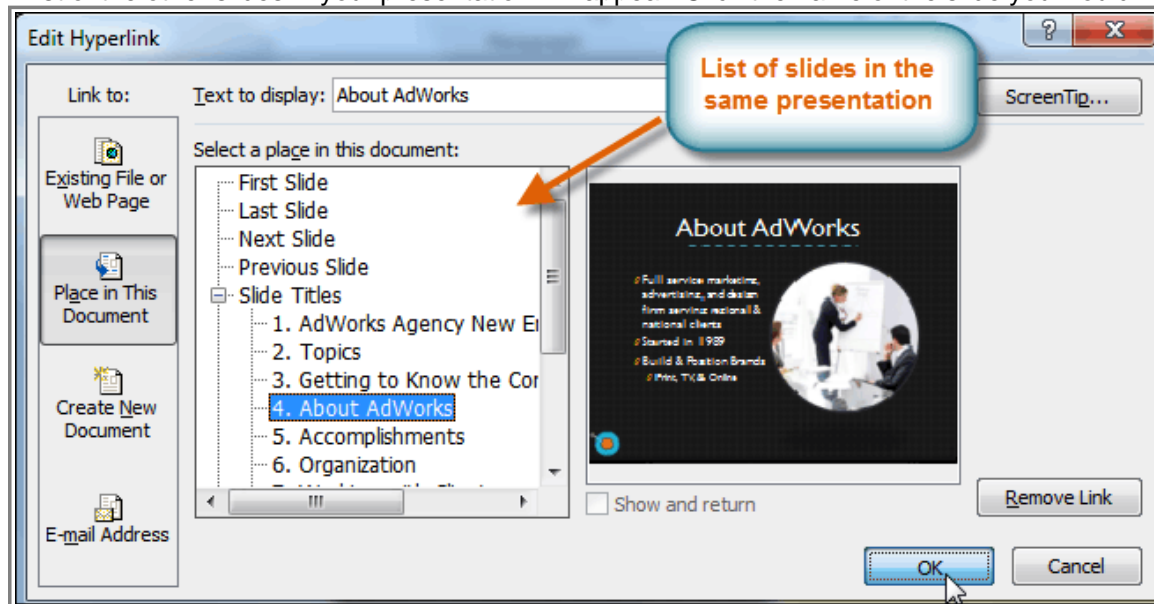 Edit Hyperlink
List of slides in the
same presentation
Link to:
Text to display: About AdWorks
ScreenTip...
Select a place in this document:
Existing File or
Web Page
Place in This
Document
Create New
Document
E-mail Address
First Slide
Last Slide
Next Slide
Previous Slide
Slide Titles
1. AdWorks Agency New
2. Topics
3. Getting to Know the
4. About AdWorks
5. Accomplishments
6. Organization
About AdWorks
Full service marketing,
advertising, and design
firm serving regional &
national clients
Started in 1989
Build & Position Brands
Print, TV, & Online
Show and return
Remove Link
OK
Cancel